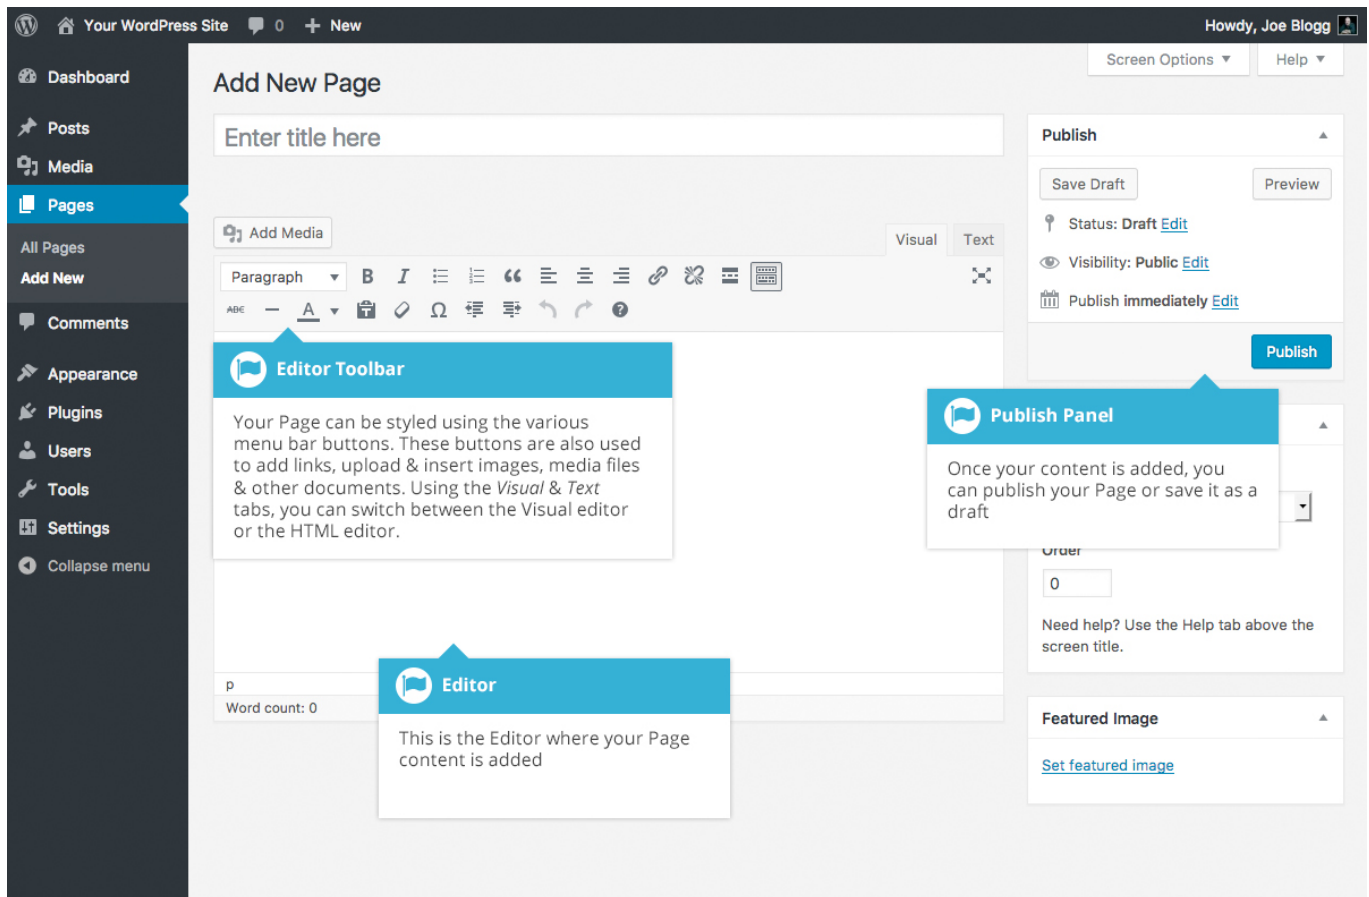 Your WordPress Site 0 New Howdy, Joe Blogg
Screen Options Help
Dashboard
Posts
Media
Pages
All Pages
Add New
Comments
Appearance
Plugins
Users
Tools
Settings
Collapse menu
Add New Page
Enter title here
Add Media
Visual Text
Paragraph B I
ABE A T Ω ?
Editor Toolbar
Your Page can be styled using the various
menu bar buttons. These buttons are also used
to add links, upload & insert images, media files
& other documents. Using the Visual & Text
tabs, you can switch between the Visual editor
or the HTML editor.
p
Word count: 0
Editor
This is the Editor where your Page
content is added
Publish
Save Draft Preview
Status: Draft Edit
Visibility: Public Edit
Publish immediately Edit
Publish
Publish Panel
Once your content is added, you
can publish your Page or save it as a
draft
Order
0
Need help? Use the Help tab above the
screen title.
Featured Image
Set featured image